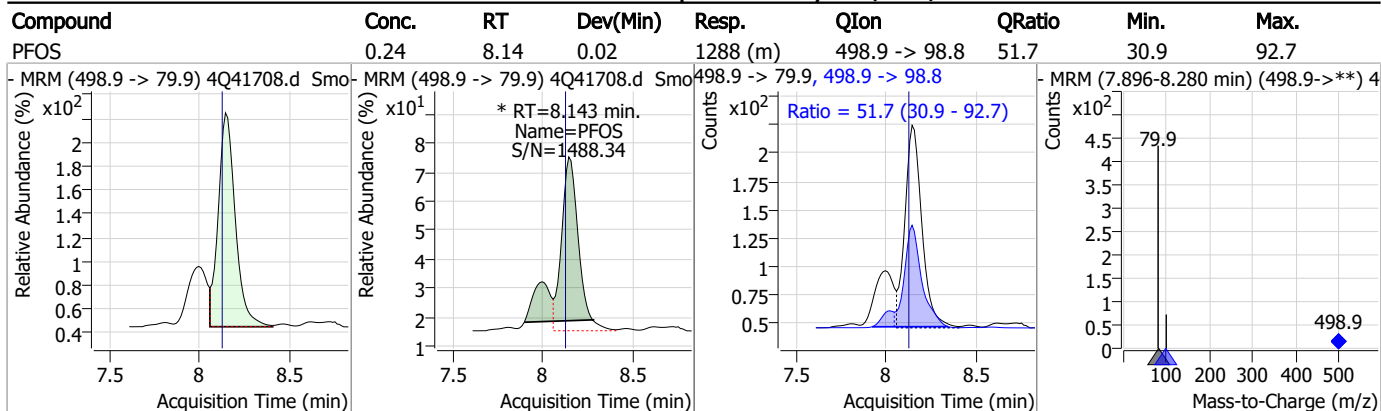 Compound Conc. RT Dev(Min) Resp. QIon QRatio Min. Max.
PFOS 0.24 8.14 0.02 1288 (m) 498.9 -> 98.8 51.7 30.9 92.7
- MRM (498.9 -> 79.9) 4Q41708.d Smo
Relative Abundance (%)
x10²
2
1.8
1.6
1.4
1.2
1
0.8
0.6
0.4
7.5 8 8.5
Acquisition Time (min)
- MRM (498.9 -> 79.9) 4Q41708.d Smo
Relative Abundance (%)
x10¹
* RT=8.143 min.
Name=PFOS
S/N=1488.34
8
7
6
5
4
3
2
1
7.5 8 8.5
Acquisition Time (min)
498.9 -> 79.9, 498.9 -> 98.8
Counts
x10²
Ratio = 51.7 (30.9 - 92.7)
2
1.75
1.5
1.25
1
0.75
0.5
7.5 8 8.5
Acquisition Time (min)
- MRM (7.896-8.280 min) (498.9->**) 4
Counts
x10²
79.9
4.5
4
3.5
3
2.5
2
1.5
1
0.5
0
498.9
100 200 300 400 500
Mass-to-Charge (m/z)